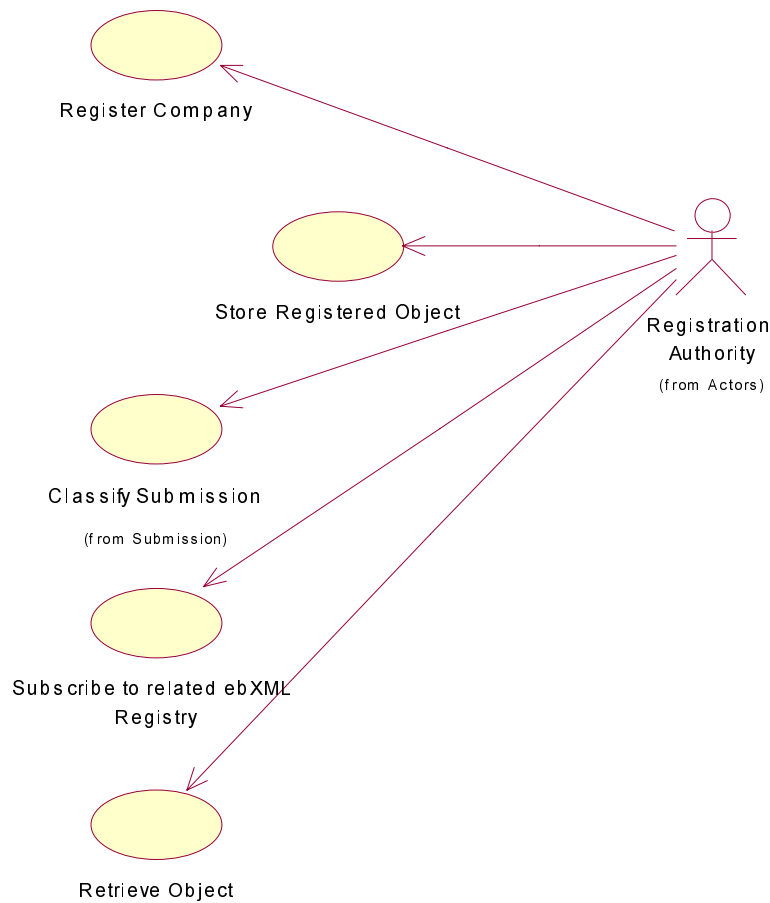 Register Company
Store Registered Object
Registration
Authority
(from Actors)
Classify Submission
(from Submission)
Subscribe to related ebXML
Registry
Retrieve Object